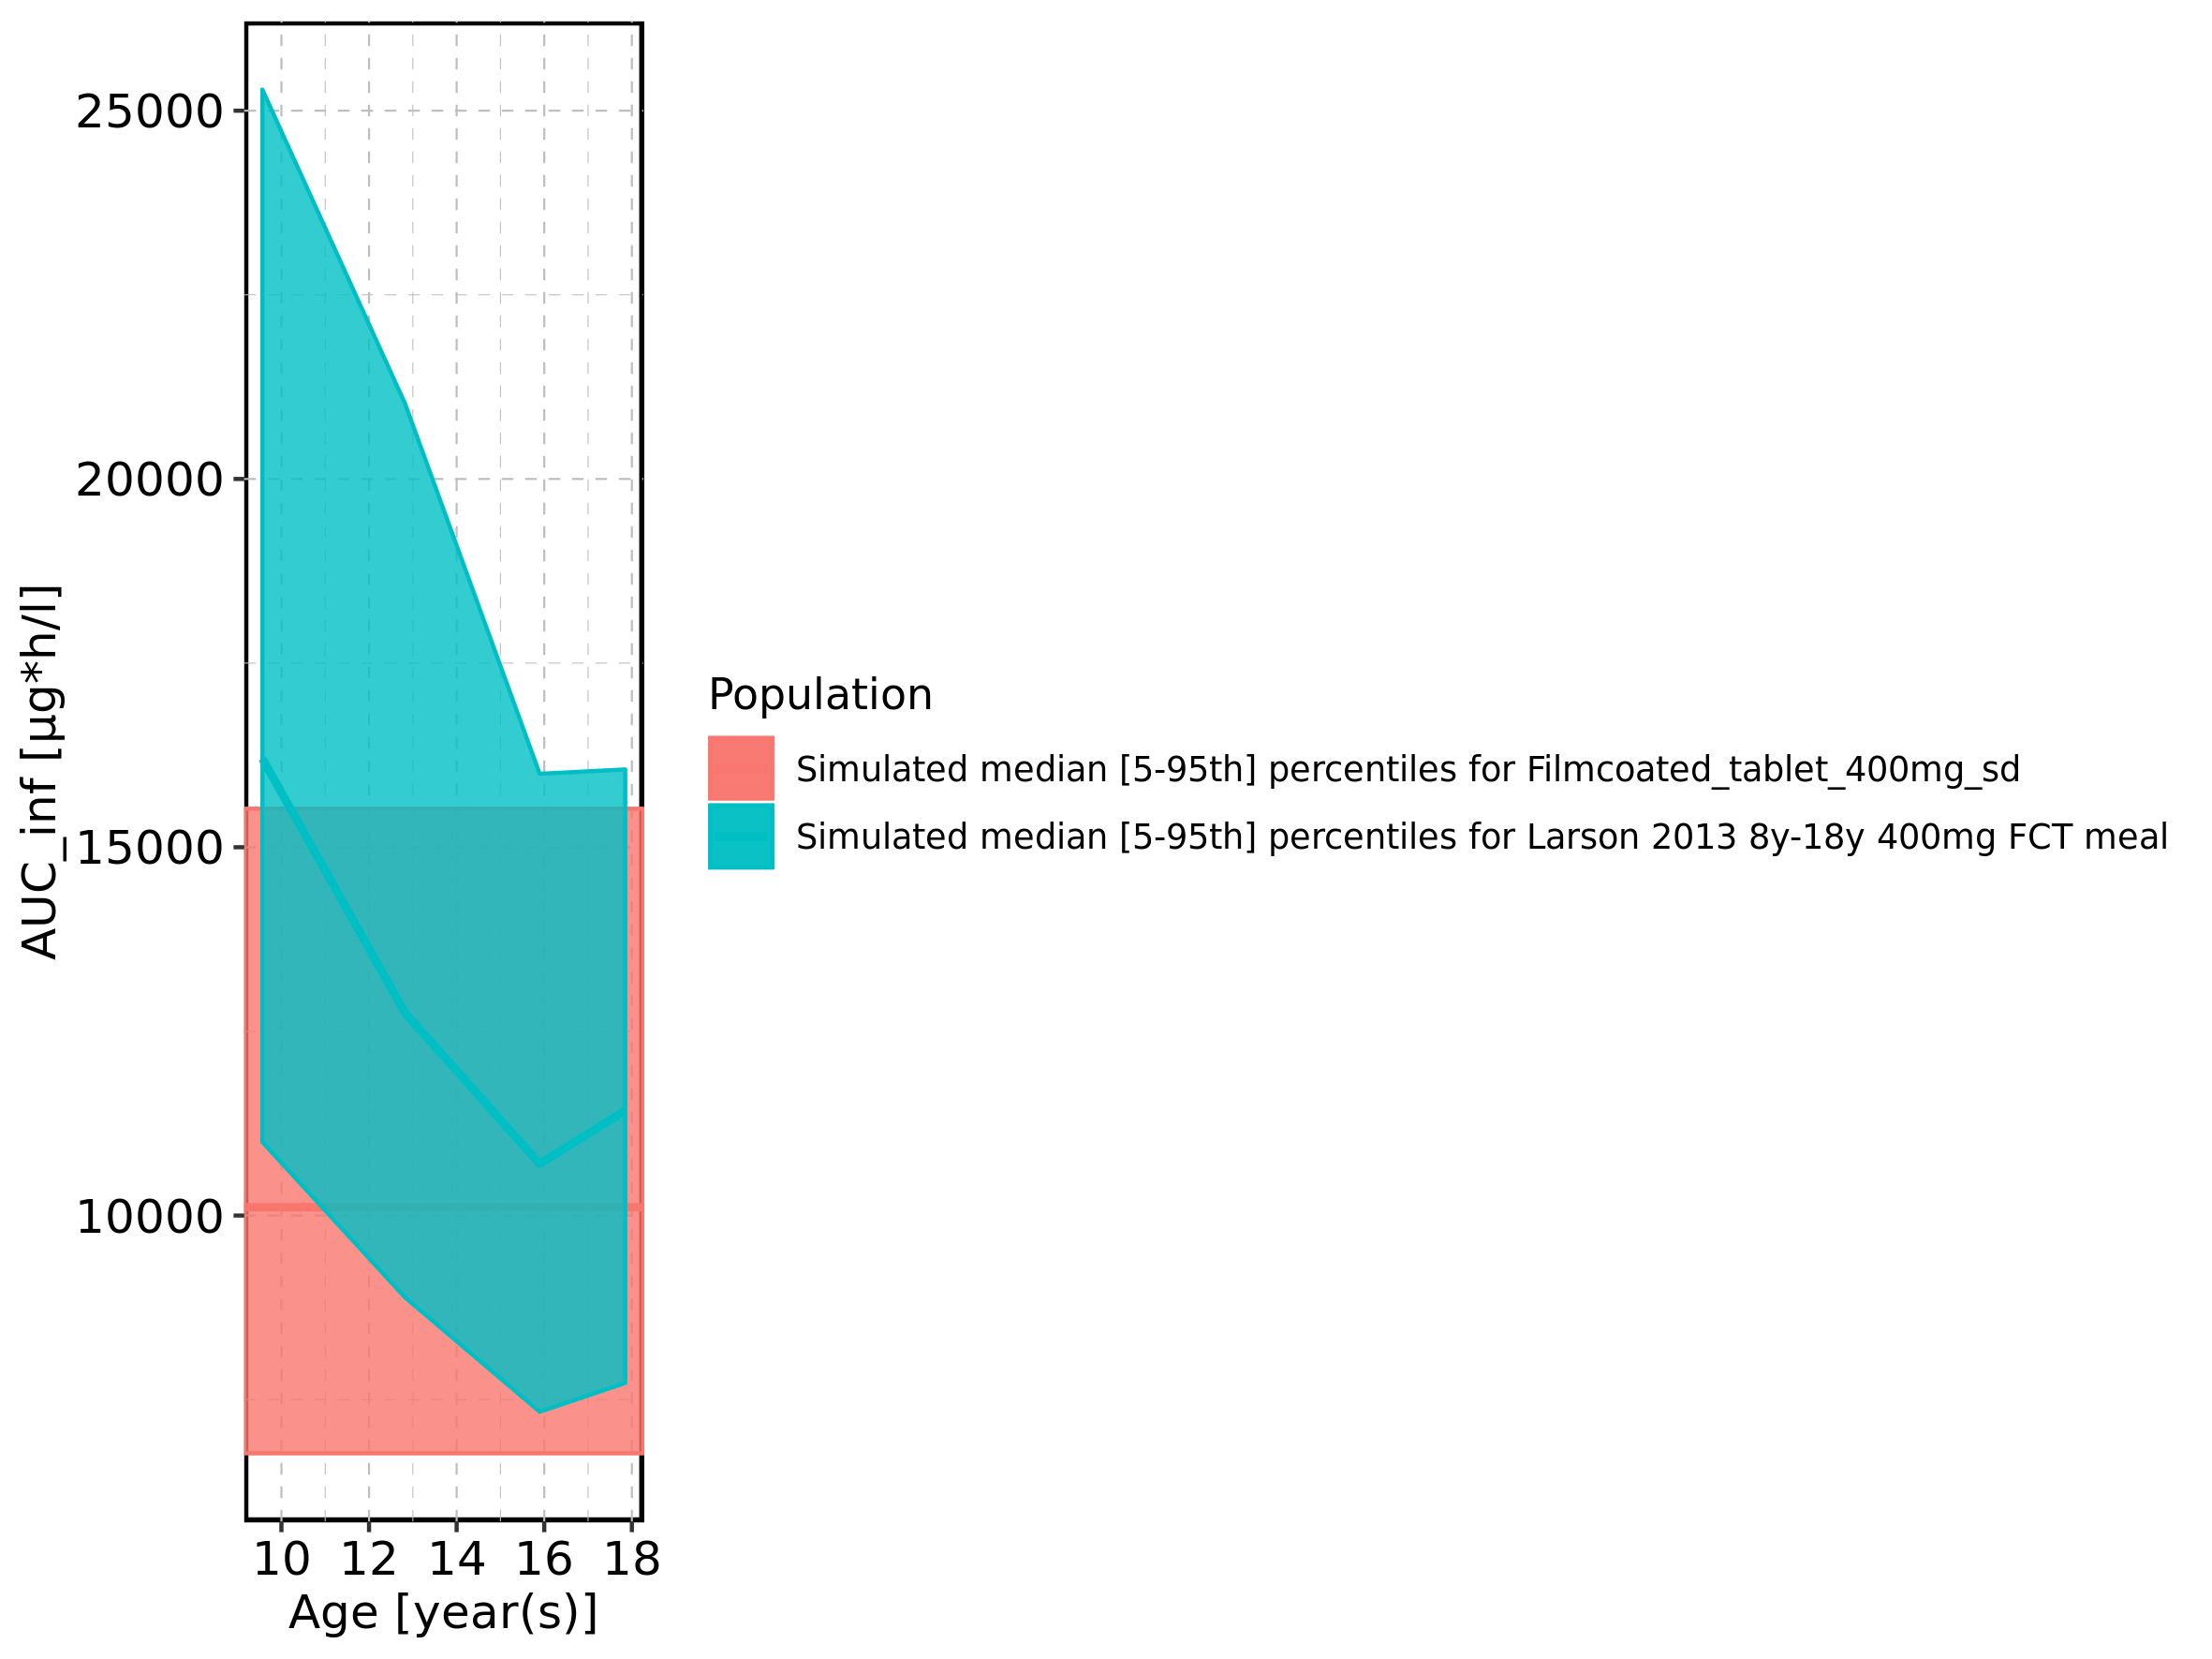 25000
20000
15000
10000
AUC_inf [µg*h/l]
10 12 14 16 18
Age [year(s)]
Population
Simulated median [5-95th] percentiles for Filmcoated_tablet_400mg_sd
Simulated median [5-95th] percentiles for Larson 2013 8y-18y 400mg FCT meal